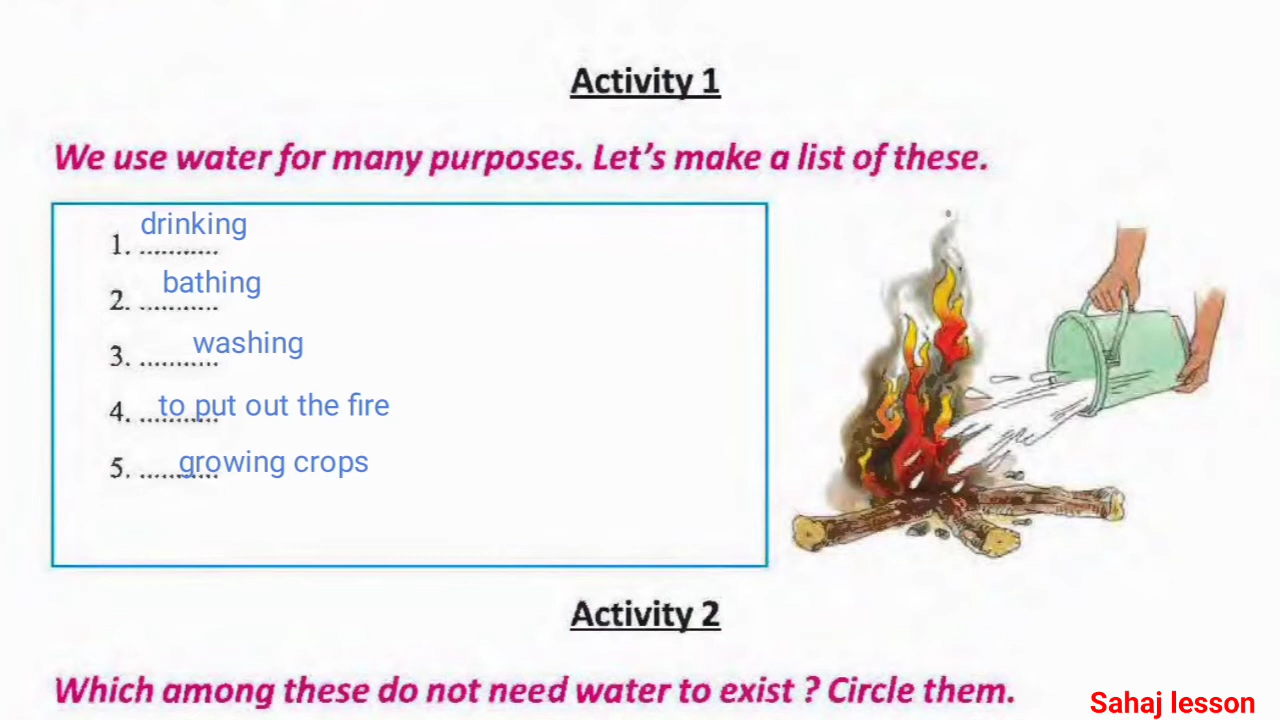 Activity 1
We use water for many purposes. Let's make a list of these.
1. ........... drinking
2. ........... bathing
3. ........... washing
4. ........... to put out the fire
5. ........... growing crops
Activity 2
Which among these do not need water to exist ? Circle them.
Sahaj lesson